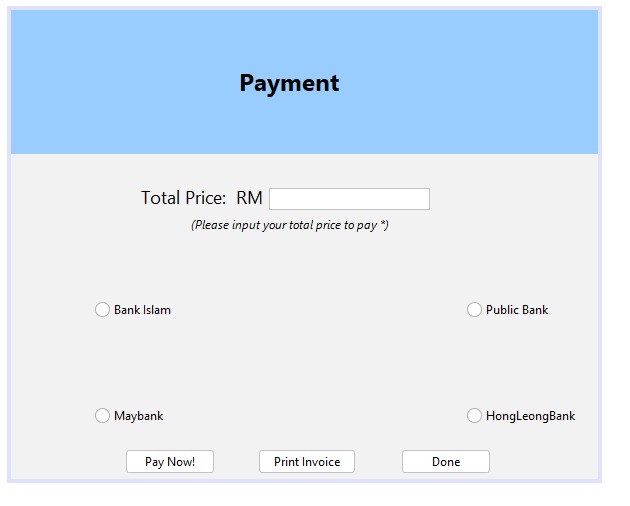 Payment
Total Price: RM
(Please input your total price to pay *)
Bank Islam
Public Bank
Maybank
HongLeongBank
Pay Now!
Print Invoice
Done